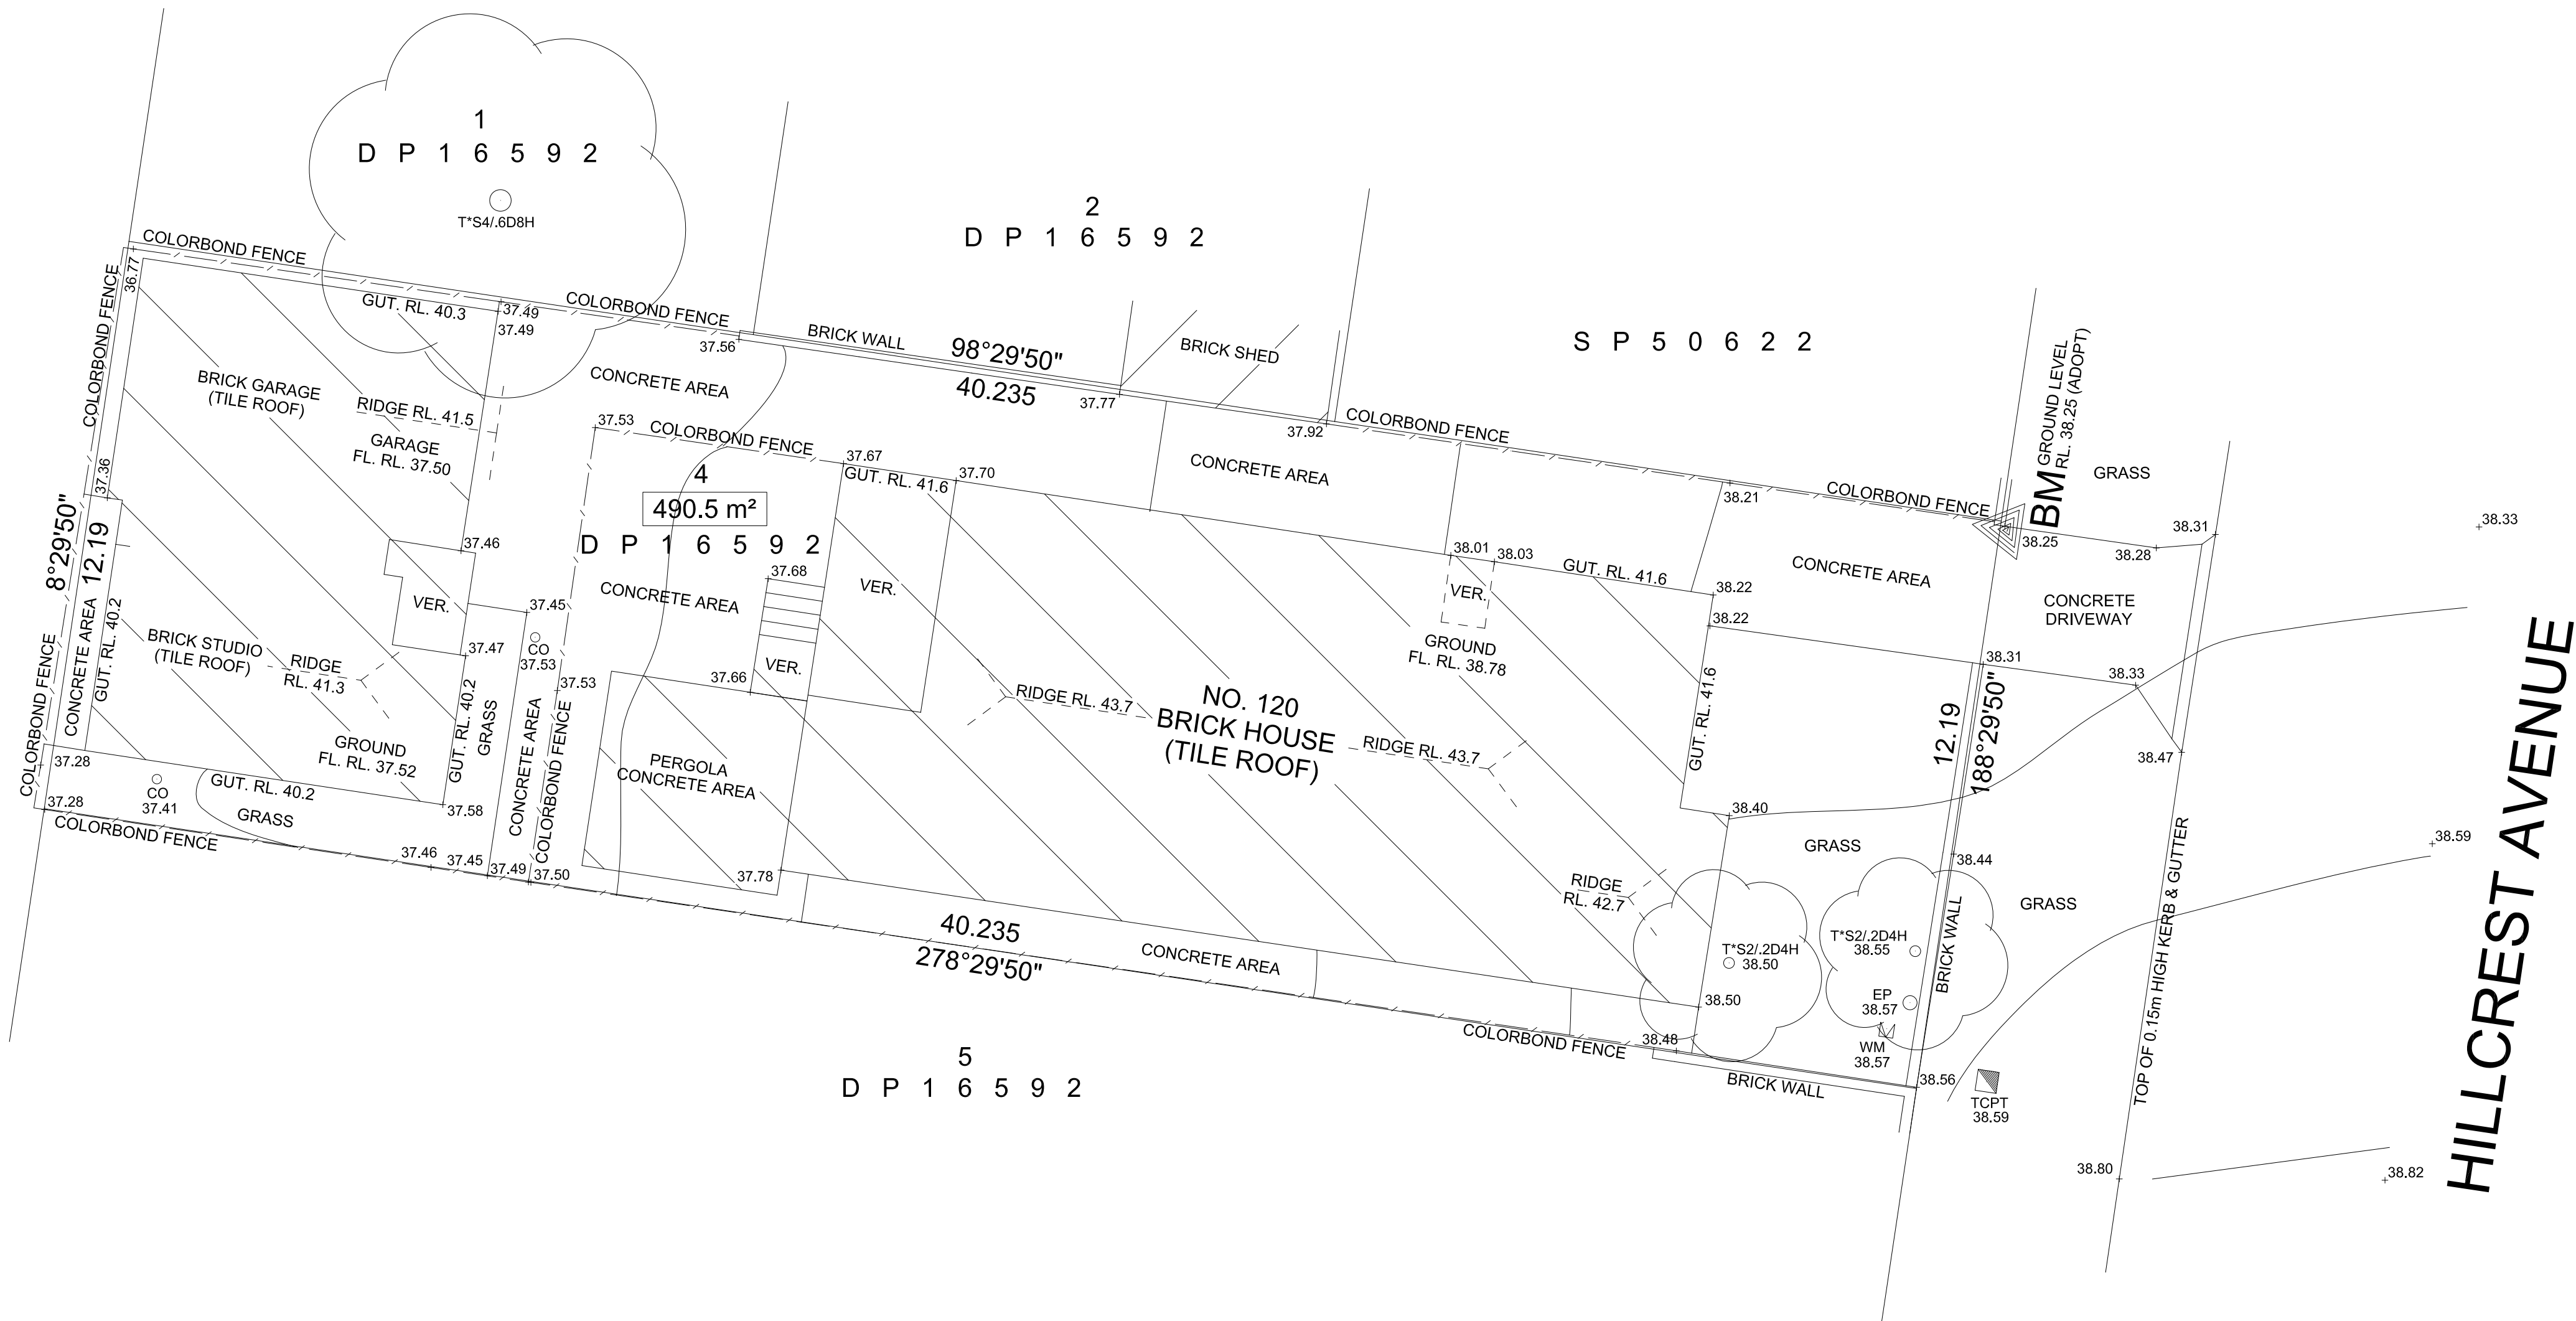 1
D P 1 6 5 9 2
T*S4/.6D8H
2
D P 1 6 5 9 2
S P 5 0 6 2 2
COLORBOND FENCE
COLORBOND FENCE
36.77
GUT. RL. 40.3
37.49
37.49
COLORBOND FENCE
37.56
BRICK WALL
98°29'50"
40.235
BRICK SHED
37.77
37.92
COLORBOND FENCE
COLORBOND FENCE
BM
GROUND LEVEL
RL. 38.25 (ADOPT)
GRASS
38.25
38.28
38.31
38.33
BRICK GARAGE
(TILE ROOF)
RIDGE RL. 41.5
GARAGE
FL. RL. 37.50
CONCRETE AREA
37.53
COLORBOND FENCE
37.67
GUT. RL. 41.6
37.70
CONCRETE AREA
38.21
37.36
4
490.5 m²
D P 1 6 5 9 2
37.46
VER.
38.01
38.03
VER.
GUT. RL. 41.6
38.22
38.22
CONCRETE AREA
CONCRETE
DRIVEWAY
8°29'50"
12.19
CONCRETE AREA
GUT. RL. 40.2
VER.
37.45
CO
37.53
37.47
CONCRETE AREA
37.68
VER.
GROUND
FL. RL. 38.78
38.31
38.33
BRICK STUDIO
(TILE ROOF)
RIDGE
RL. 41.3
37.53
37.66
RIDGE RL. 43.7
NO. 120
BRICK HOUSE
(TILE ROOF)
RIDGE RL. 43.7
GUT. RL. 41.6
12.19
188°29'50"
38.47
COLORBOND FENCE
GROUND
FL. RL. 37.52
GUT. RL. 40.2
GRASS
CONCRETE AREA
COLORBOND FENCE
PERGOLA
CONCRETE AREA
37.28
CO
37.41
GUT. RL. 40.2
37.58
37.28
COLORBOND FENCE
GRASS
37.46
37.45
37.49
37.50
37.78
38.40
GRASS
38.44
38.59
RIDGE
RL. 42.7
T*S2/.2D4H
38.50
T*S2/.2D4H
38.55
BRICK WALL
GRASS
40.235
278°29'50"
CONCRETE AREA
38.50
EP
38.57
WM
38.57
COLORBOND FENCE
38.48
BRICK WALL
38.56
TCPT
38.59
TOP OF 0.15m HIGH KERB & GUTTER
5
D P 1 6 5 9 2
38.80
38.82
HILLCREST AVENUE